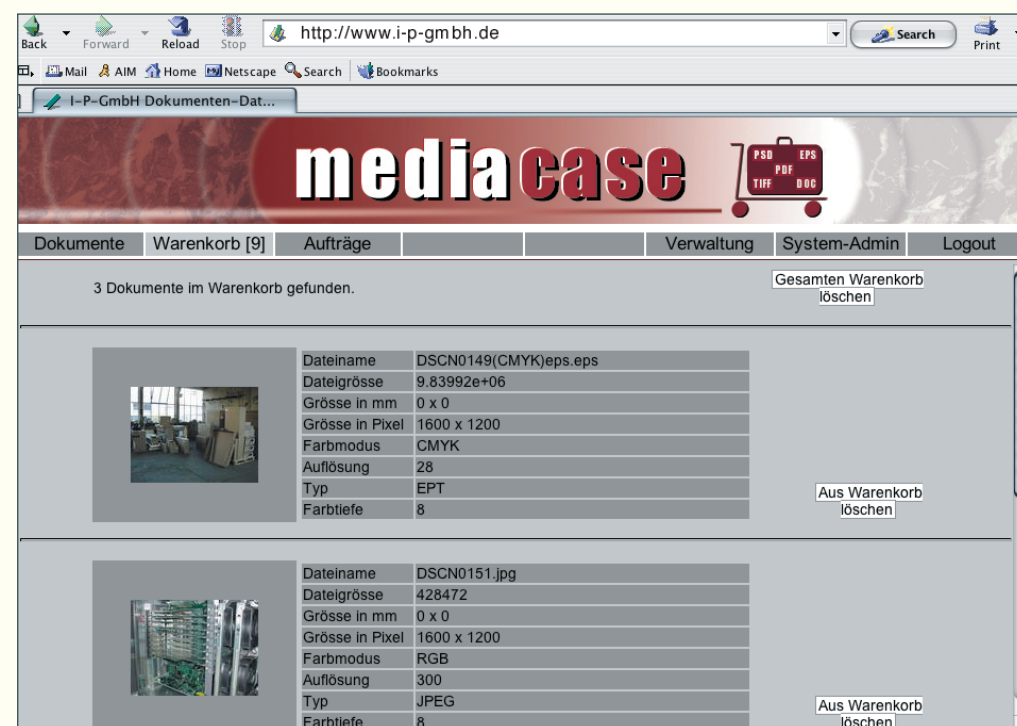 Back Forward Reload Stop http://www.i-p-gmbh.de Search Print
Mail AIM Home Netscape Search Bookmarks
I-P-GmbH Dokumenten-Dat...
mediacase
PSD EPS
PDF
TIFF DOC
Dokumente Warenkorb [9] Aufträge Verwaltung System-Admin Logout
3 Dokumente im Warenkorb gefunden.
Gesamten Warenkorb
löschen
Dateiname DSCN0149(CMYK)eps.eps
Dateigrösse 9.83992e+06
Grösse in mm 0 x 0
Grösse in Pixel 1600 x 1200
Farbmodus CMYK
Auflösung 28
Typ EPT
Farbtiefe 8
Aus Warenkorb
löschen
Dateiname DSCN0151.jpg
Dateigrösse 428472
Grösse in mm 0 x 0
Grösse in Pixel 1600 x 1200
Farbmodus RGB
Auflösung 300
Typ JPEG
Farbtiefe 8
Aus Warenkorb
löschen